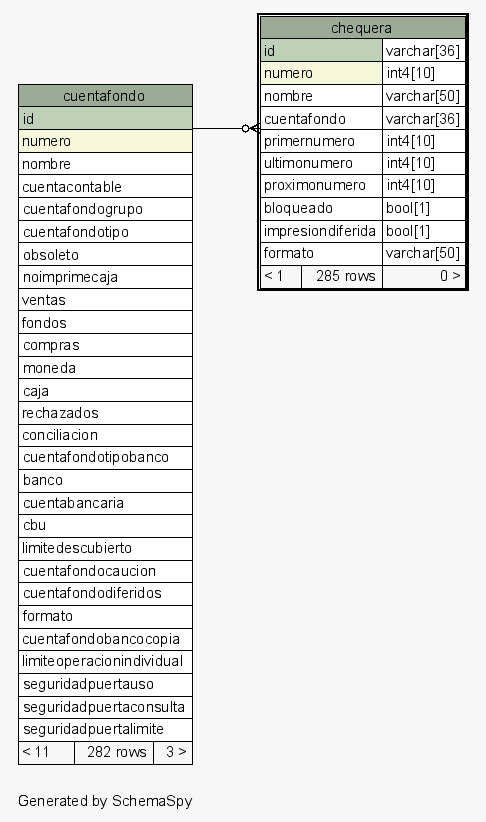 chequera
id varchar[36]
numero int4[10]
nombre varchar[50]
cuentafondo varchar[36]
primernumero int4[10]
ultimonumero int4[10]
proximonumero int4[10]
bloqueado bool[1]
impresiondiferida bool[1]
formato varchar[50]
< 1 285 rows 0 >
cuentafondo
id
numero
nombre
cuentacontable
cuentafondogrupo
cuentafondotipo
obsoleto
noimprimecaja
ventas
fondos
compras
moneda
caja
rechazados
conciliacion
cuentafondotipobanco
banco
cuentabancaria
cbu
limitedescubierto
cuentafondocaucion
cuentafondodiferidos
formato
cuentafondobancocopia
limiteoperacionindividual
seguridadpuertauso
seguridadpuertaconsulta
seguridadpuertalimite
< 11 282 rows 3 >
Generated by SchemaSpy